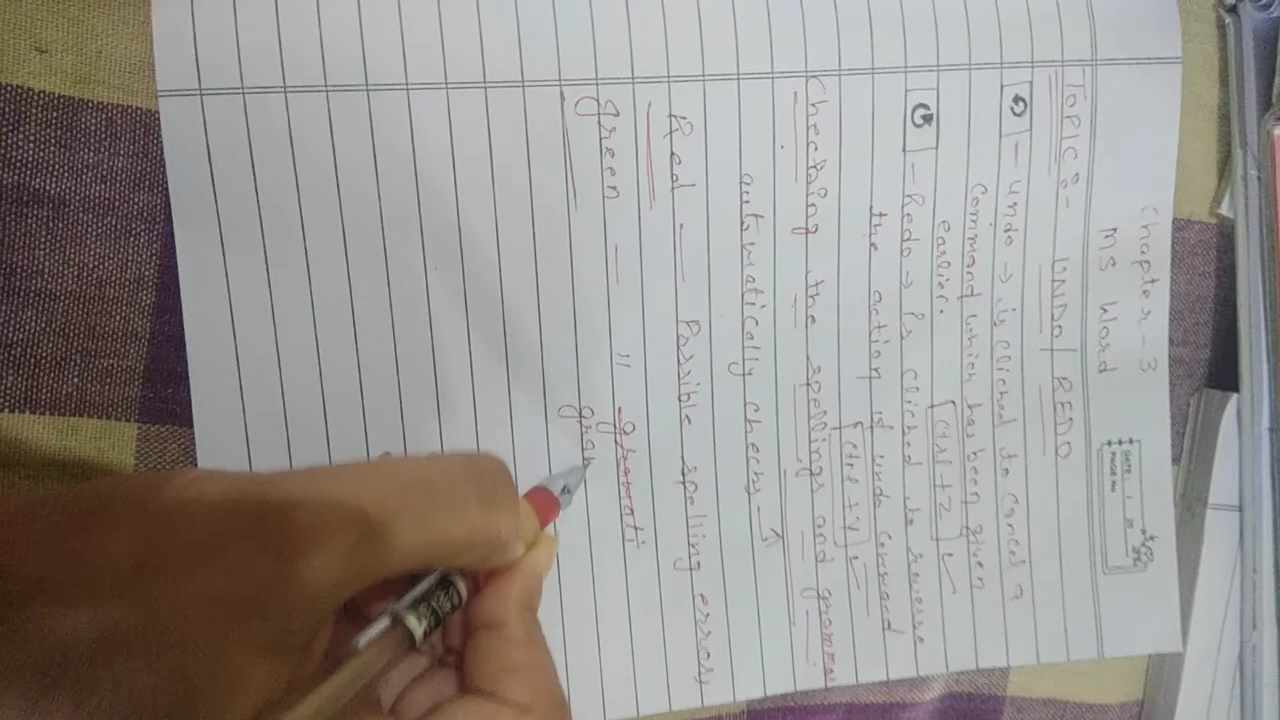 Chapter - 3
MS Word
DATE
PAGE NO
TOPIC :- UNDO/REDO
- Undo → is clicked to cancel a
Command which has been given
earlier. Ctrl + Z ✓
- Redo → is clicked to reverse
the action of undo command
Ctrl + Y ✓
Checking the spellings and grammar
automatically checks
Red — Possible spelling errors
green — " gramati
gram